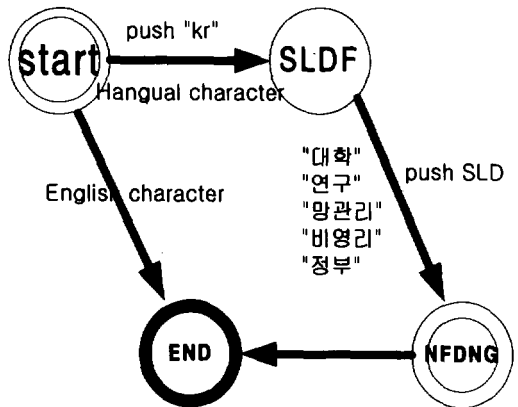 push "kr"
start
SLDF
Hangual character
"대학"
"연구"
"망관리"
"비영리"
"정부"
push SLD
English character
END
NFDNG